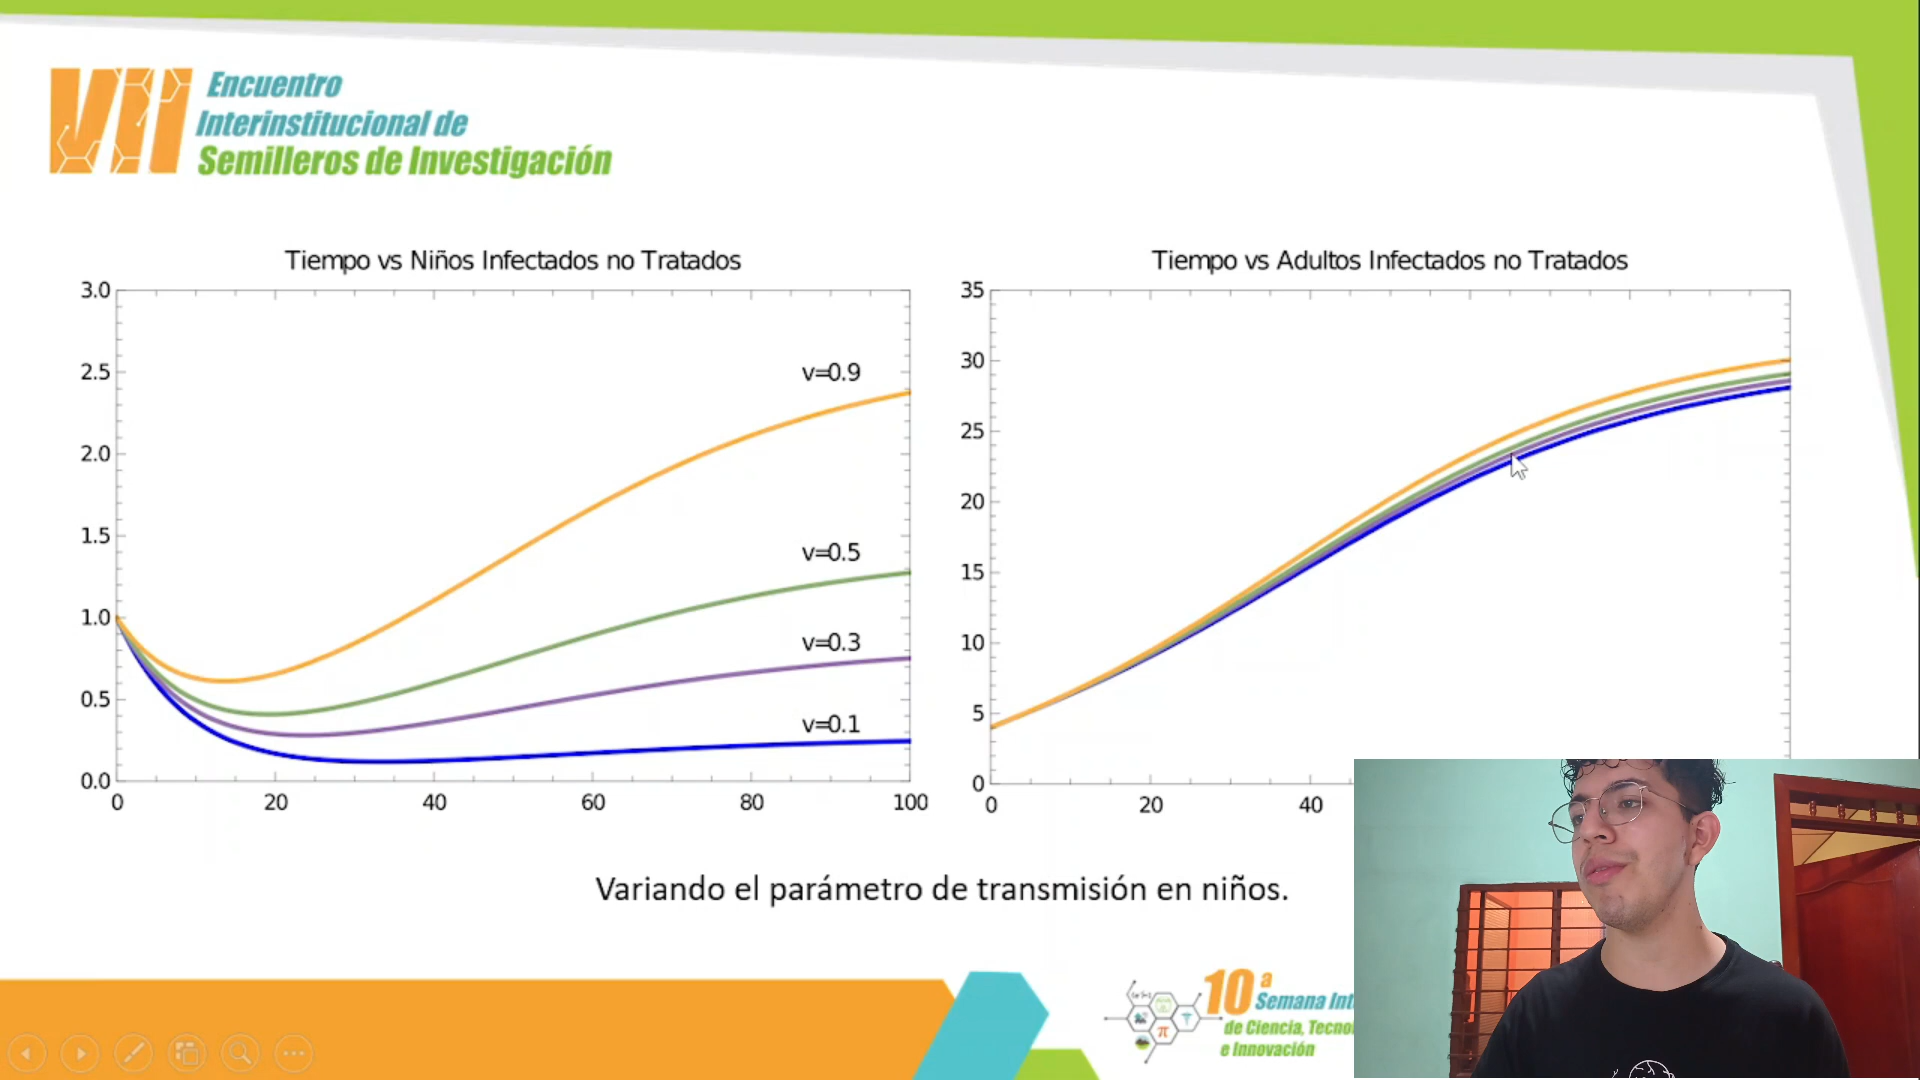 VII
Encuentro
Interinstitucional de
Semilleros de Investigación
Tiempo vs Niños Infectados no Tratados
3.0
2.5
2.0
1.5
1.0
0.5
0.0
0 20 40 60 80 100
v=0.9
v=0.5
v=0.3
v=0.1
Tiempo vs Adultos Infectados no Tratados
35
30
25
20
15
10
5
0
0 20 40
Variando el parámetro de transmisión en niños.
π
10ª
Semana Int
de Ciencia, Tecno
e Innovación